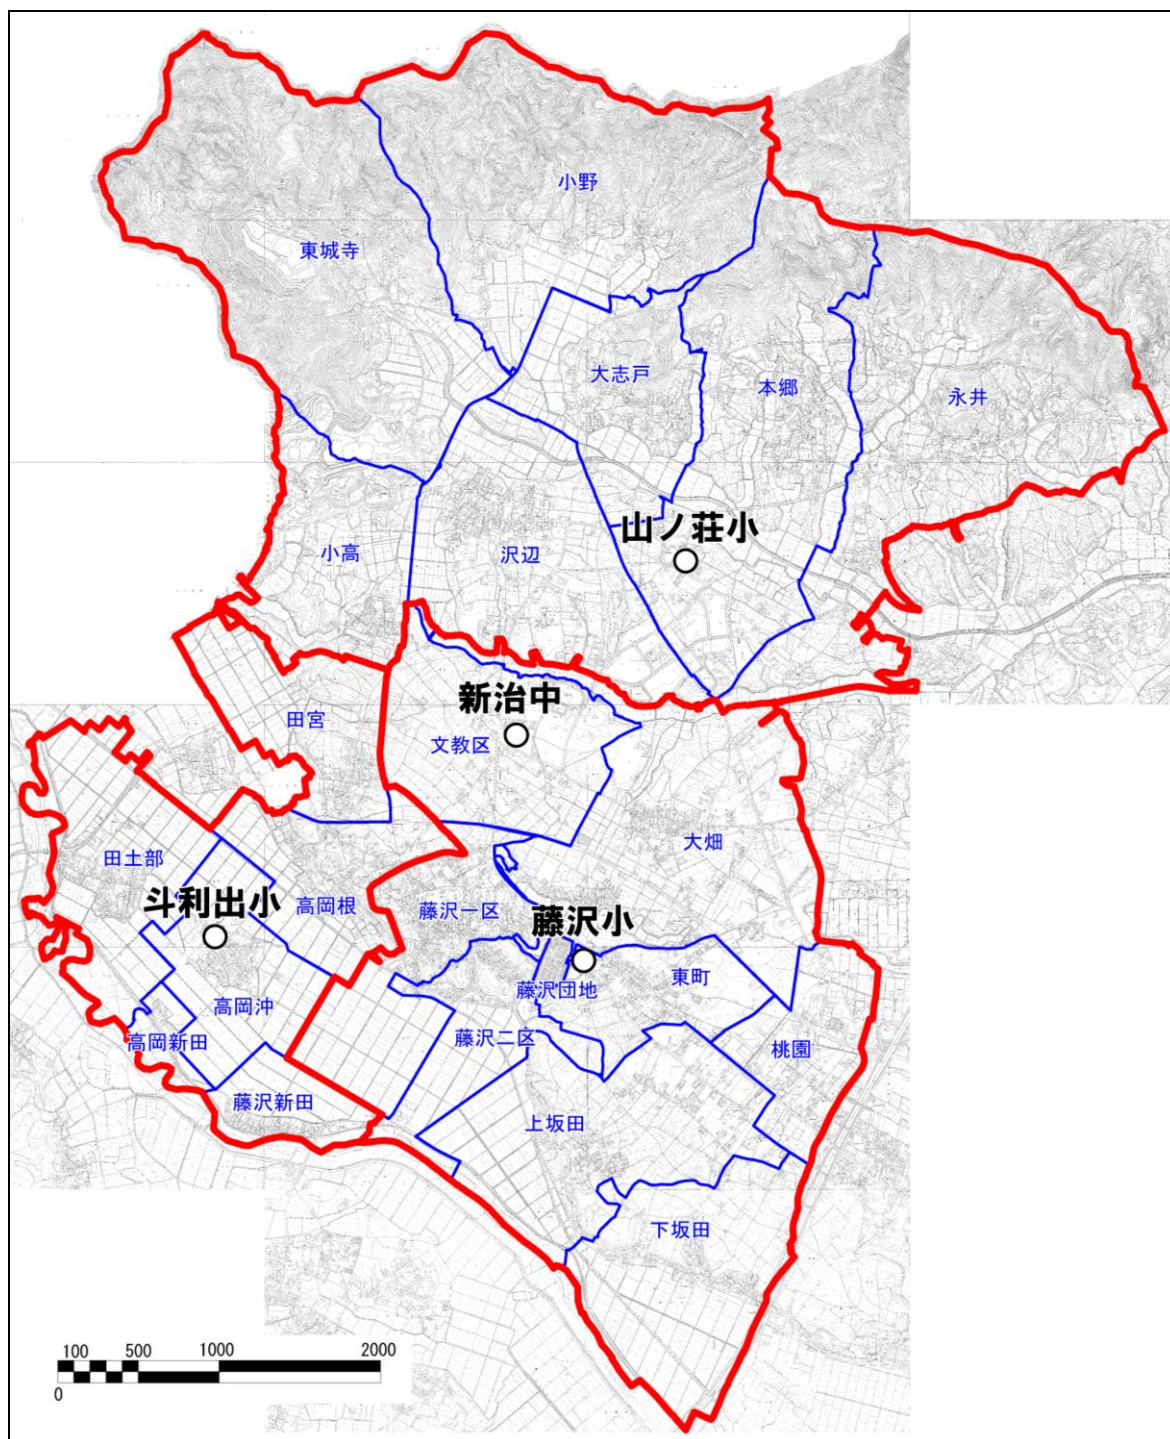 小野
東城寺
大志戸
本郷
永井
山ノ荘小
小高
沢辺
新治中
田宮
文教区
大畑
田土部
斗利出小
高岡根
藤沢一区
藤沢小
東町
藤沢団地
高岡沖
高岡新田
藤沢二区
桃園
藤沢新田
上坂田
下坂田
100 500 1000 2000
0